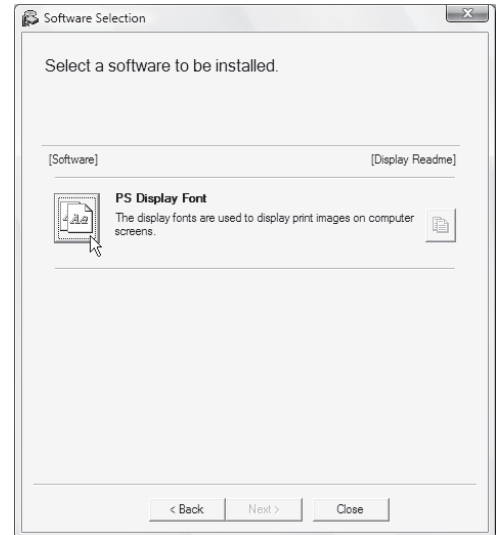 Software Selection
Select a software to be installed.
[Software] [Display Readme]
PS Display Font
The display fonts are used to display print images on computer
screens.
< Back Next > Close